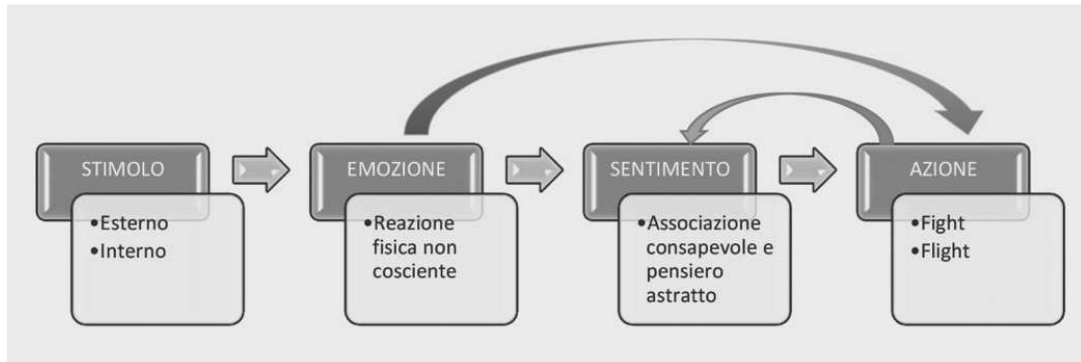 STIMOLO
•Esterno
•Interno
EMOZIONE
•Reazione
fisica non
cosciente
SENTIMENTO
•Associazione
consapevole e
pensiero
astratto
AZIONE
•Fight
•Flight